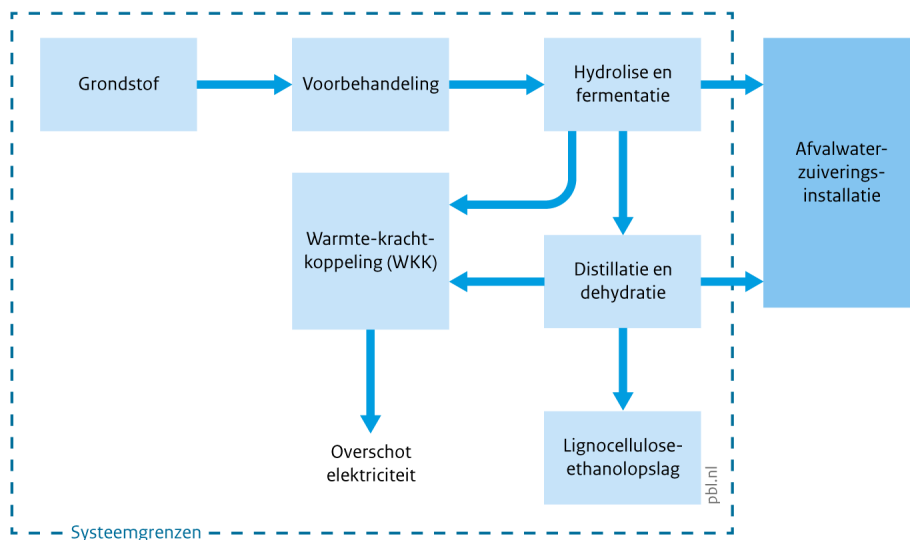 Grondstof
Voorbehandeling
Hydrolise en
fermentatie
Afvalwater-
zuiverings-
installatie
Warmte-kracht-
koppeling (WKK)
Distillatie en
dehydratie
Overschot
elektriciteit
Lignocellulose-
ethanolopslag
pbl.nl
Systeemgrenzen